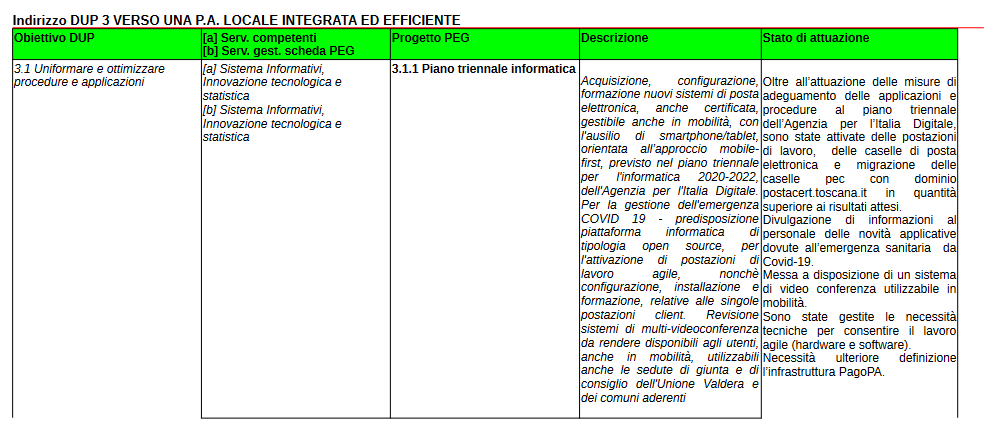 Indirizzo DUP 3 VERSO UNA P.A. LOCALE INTEGRATA ED EFFICIENTE
Obiettivo DUP
[a] Serv. competenti
[b] Serv. gest. scheda PEG
Progetto PEG
Descrizione
Stato di attuazione
3.1 Uniformare e ottimizzare
procedure e applicazioni
[a] Sistema Informativi,
Innovazione tecnologica e
statistica
[b] Sistema Informativi,
Innovazione tecnologica e
statistica
3.1.1 Piano triennale informatica
Acquisizione, configurazione,
formazione nuovi sistemi di posta
elettronica, anche certificata,
gestibile anche in mobilità, con
l'ausilio di smartphone/tablet,
orientata all'approccio mobile-
first, previsto nel piano triennale
per l'informatica 2020-2022,
dell'Agenzia per l'Italia Digitale.
Per la gestione dell'emergenza
COVID 19 - predisposizione
piattaforma informatica di
tipologia open source, per
l'attivazione di postazioni di
lavoro agile, nonchè
configurazione, installazione e
formazione, relative alle singole
postazioni client. Revisione
sistemi di multi-videoconferenza
da rendere disponibili agli utenti,
anche in mobilità, utilizzabili
anche le sedute di giunta e di
consiglio dell'Unione Valdera e
dei comuni aderenti
Oltre all'attuazione delle misure di
adeguamento delle applicazioni e
procedure al piano triennale
dell'Agenzia per l'Italia Digitale,
sono state attivate delle postazioni
di lavoro, delle caselle di posta
elettronica e migrazione delle
caselle pec con dominio
postacert.toscana.it in quantità
superiore ai risultati attesi.
Divulgazione di informazioni al
personale delle novità applicative
dovute all'emergenza sanitaria da
Covid-19.
Messa a disposizione di un sistema
di video conferenza utilizzabile in
mobilità.
Sono state gestite le necessità
tecniche per consentire il lavoro
agile (hardware e software).
Necessità ulteriore definizione
l'infrastruttura PagoPA.